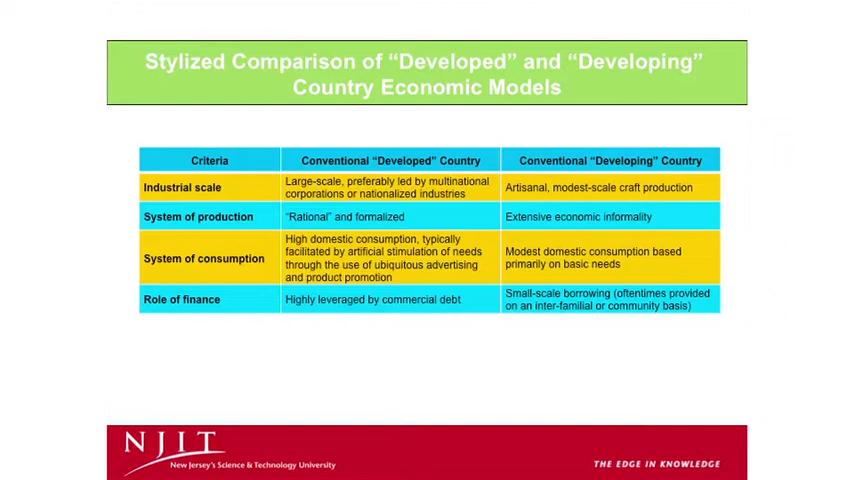 Stylized Comparison of “Developed” and “Developing”
Country Economic Models
Criteria
Conventional “Developed” Country
Conventional “Developing” Country
Industrial scale
Large-scale, preferably led by multinational
corporations or nationalized industries
Artisanal, modest-scale craft production
System of production
“Rational” and formalized
Extensive economic informality
System of consumption
High domestic consumption, typically
facilitated by artificial stimulation of needs
through the use of ubiquitous advertising
and product promotion
Modest domestic consumption based
primarily on basic needs
Role of finance
Highly leveraged by commercial debt
Small-scale borrowing (oftentimes provided
on an inter-familial or community basis)
NJIT
New Jersey's Science & Technology University
THE EDGE IN KNOWLEDGE